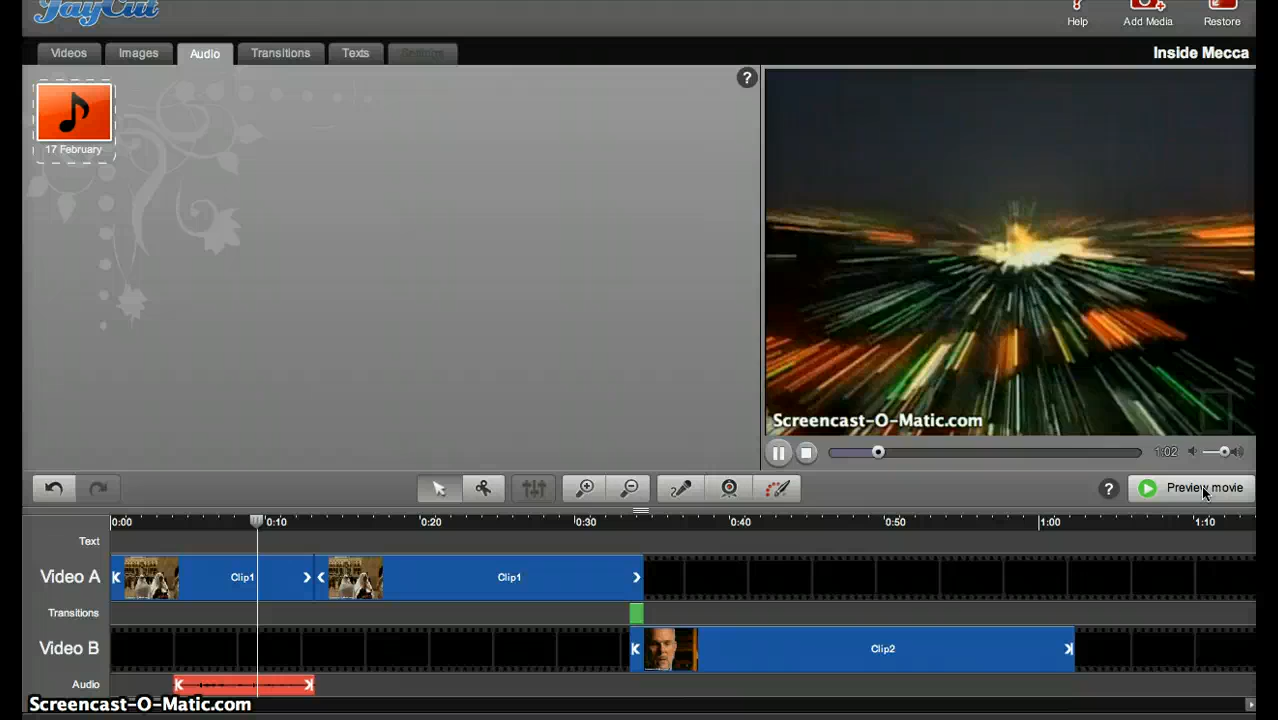 JayCut
Help Add Media Restore
Videos Images Audio Transitions Texts Settings
Inside Mecca
?
17 February
Screencast-O-Matic.com
1:02
? Preview movie
0:00 '0:10 '0:20 '0:30 '0:40 '0:50 '1:00 '1:10
Text
Video A Clip1 Clip1
Transitions
Video B Clip2
Audio
Screencast-O-Matic.com